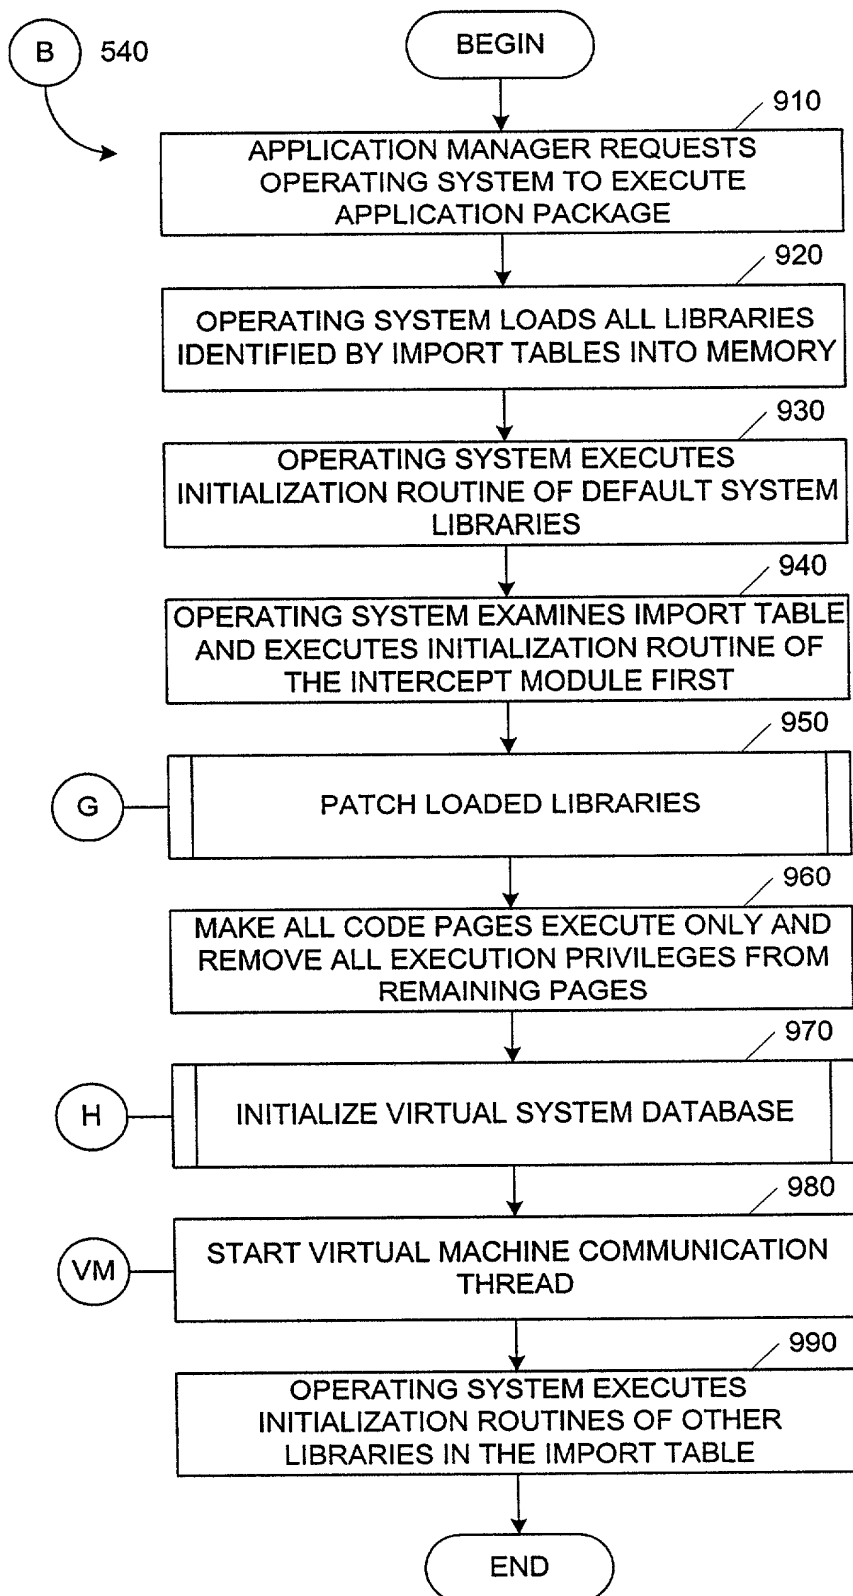 B 540
BEGIN
910
APPLICATION MANAGER REQUESTS
OPERATING SYSTEM TO EXECUTE
APPLICATION PACKAGE
920
OPERATING SYSTEM LOADS ALL LIBRARIES
IDENTIFIED BY IMPORT TABLES INTO MEMORY
930
OPERATING SYSTEM EXECUTES
INITIALIZATION ROUTINE OF DEFAULT SYSTEM
LIBRARIES
940
OPERATING SYSTEM EXAMINES IMPORT TABLE
AND EXECUTES INITIALIZATION ROUTINE OF
THE INTERCEPT MODULE FIRST
950
G
PATCH LOADED LIBRARIES
960
MAKE ALL CODE PAGES EXECUTE ONLY AND
REMOVE ALL EXECUTION PRIVILEGES FROM
REMAINING PAGES
970
H
INITIALIZE VIRTUAL SYSTEM DATABASE
980
VM
START VIRTUAL MACHINE COMMUNICATION
THREAD
990
OPERATING SYSTEM EXECUTES
INITIALIZATION ROUTINES OF OTHER
LIBRARIES IN THE IMPORT TABLE
END